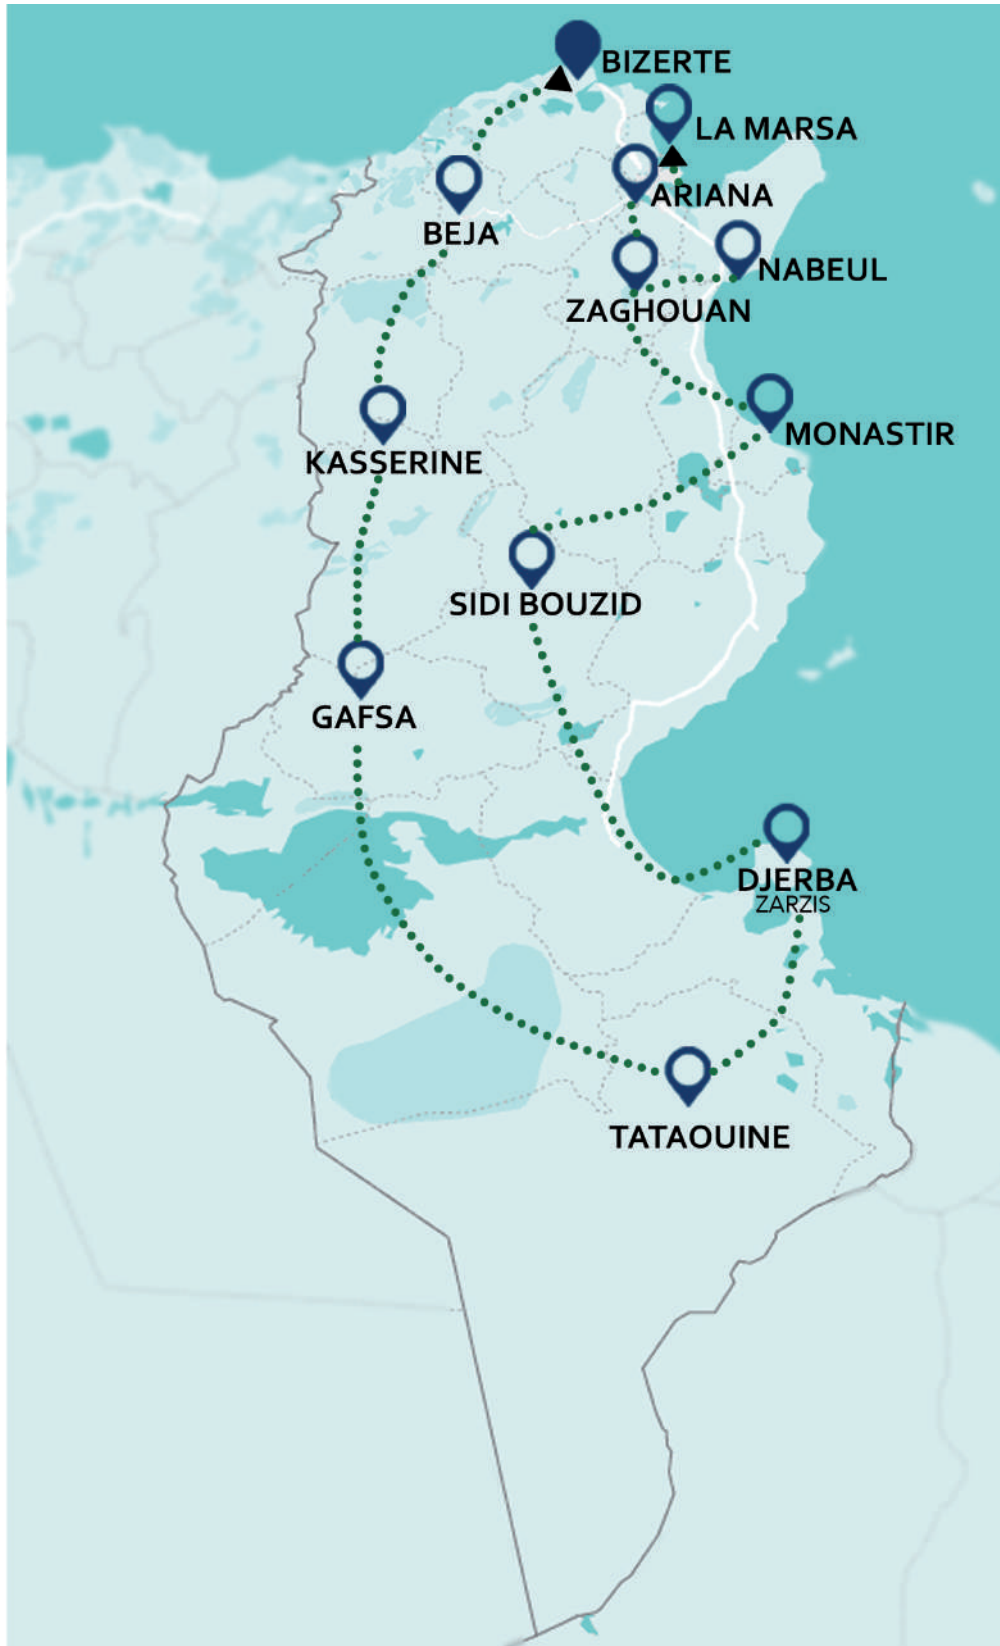 BIZERTE
LA MARSA
ARIANA
BEJA
NABEUL
ZAGHOUAN
MONASTIR
KASSERINE
SIDI BOUZID
GAFSA
DJERBA
ZARZIS
TATAOUINE